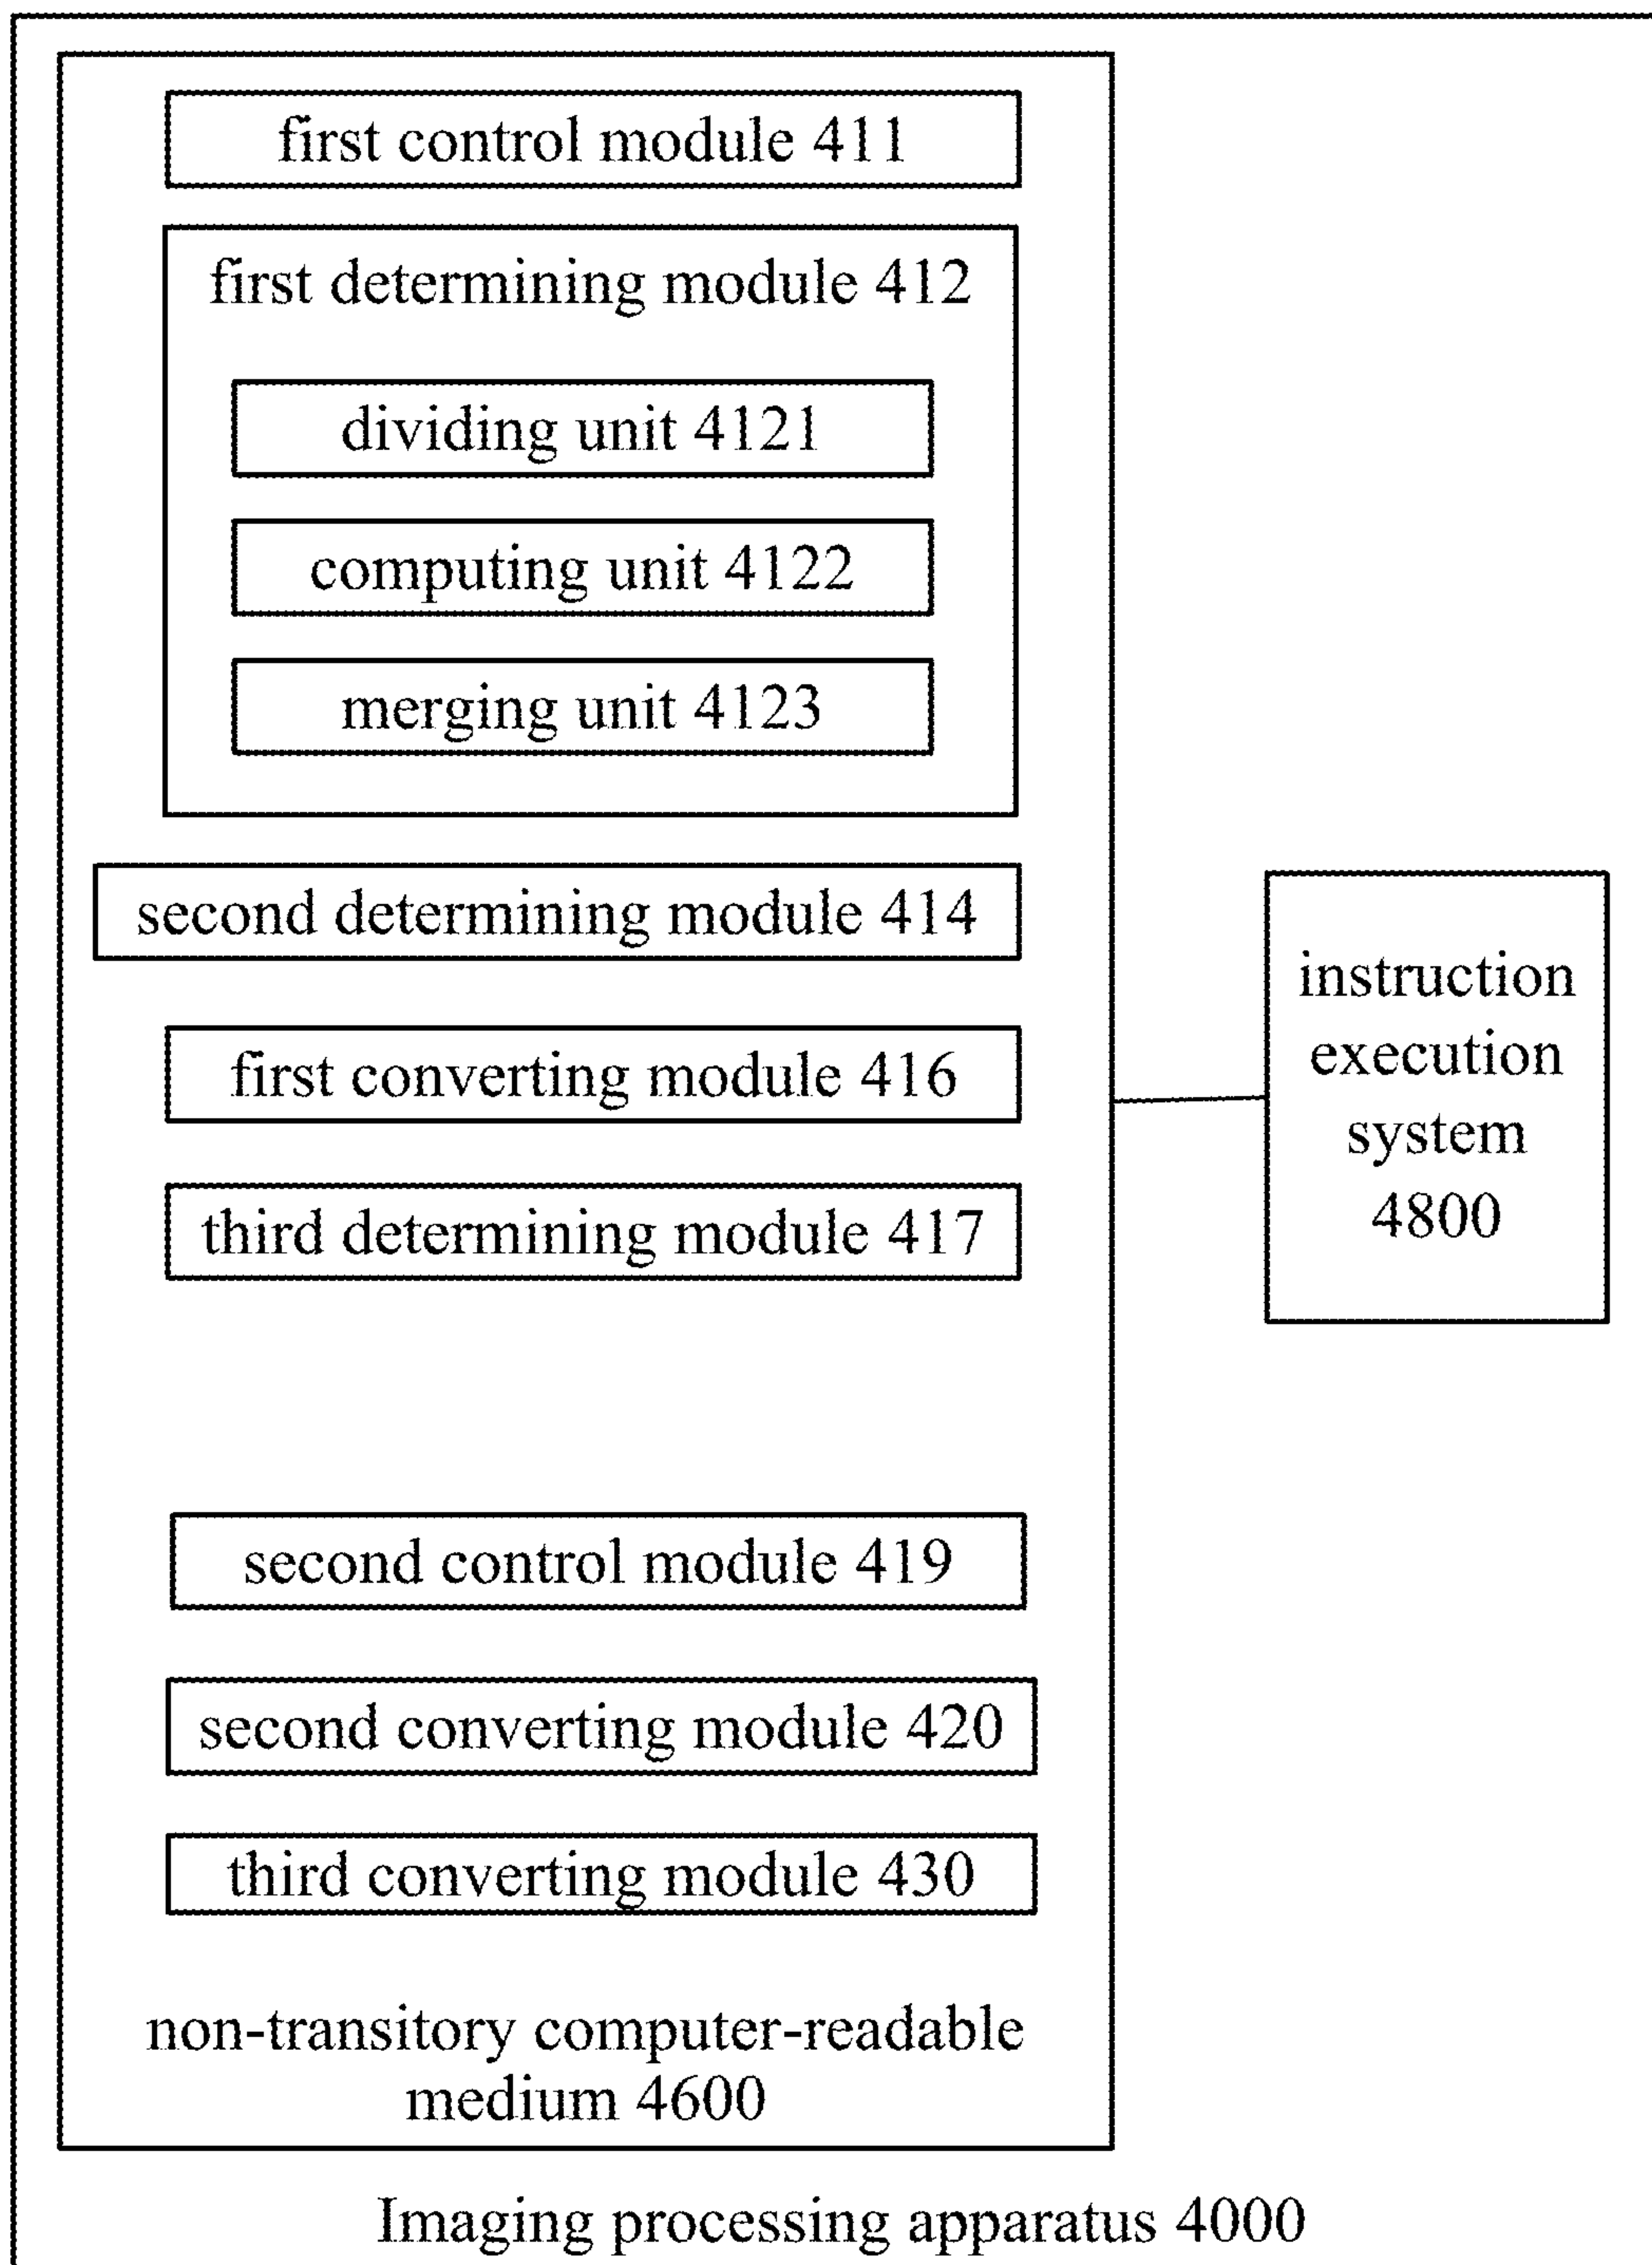 first control module 411
first determining module 412
dividing unit 4121
computing unit 4122
merging unit 4123
second determining module 414
first converting module 416
third determining module 417
second control module 419
second converting module 420
third converting module 430
non-transitory computer-readable
medium 4600
instruction
execution
system
4800
Imaging processing apparatus 4000